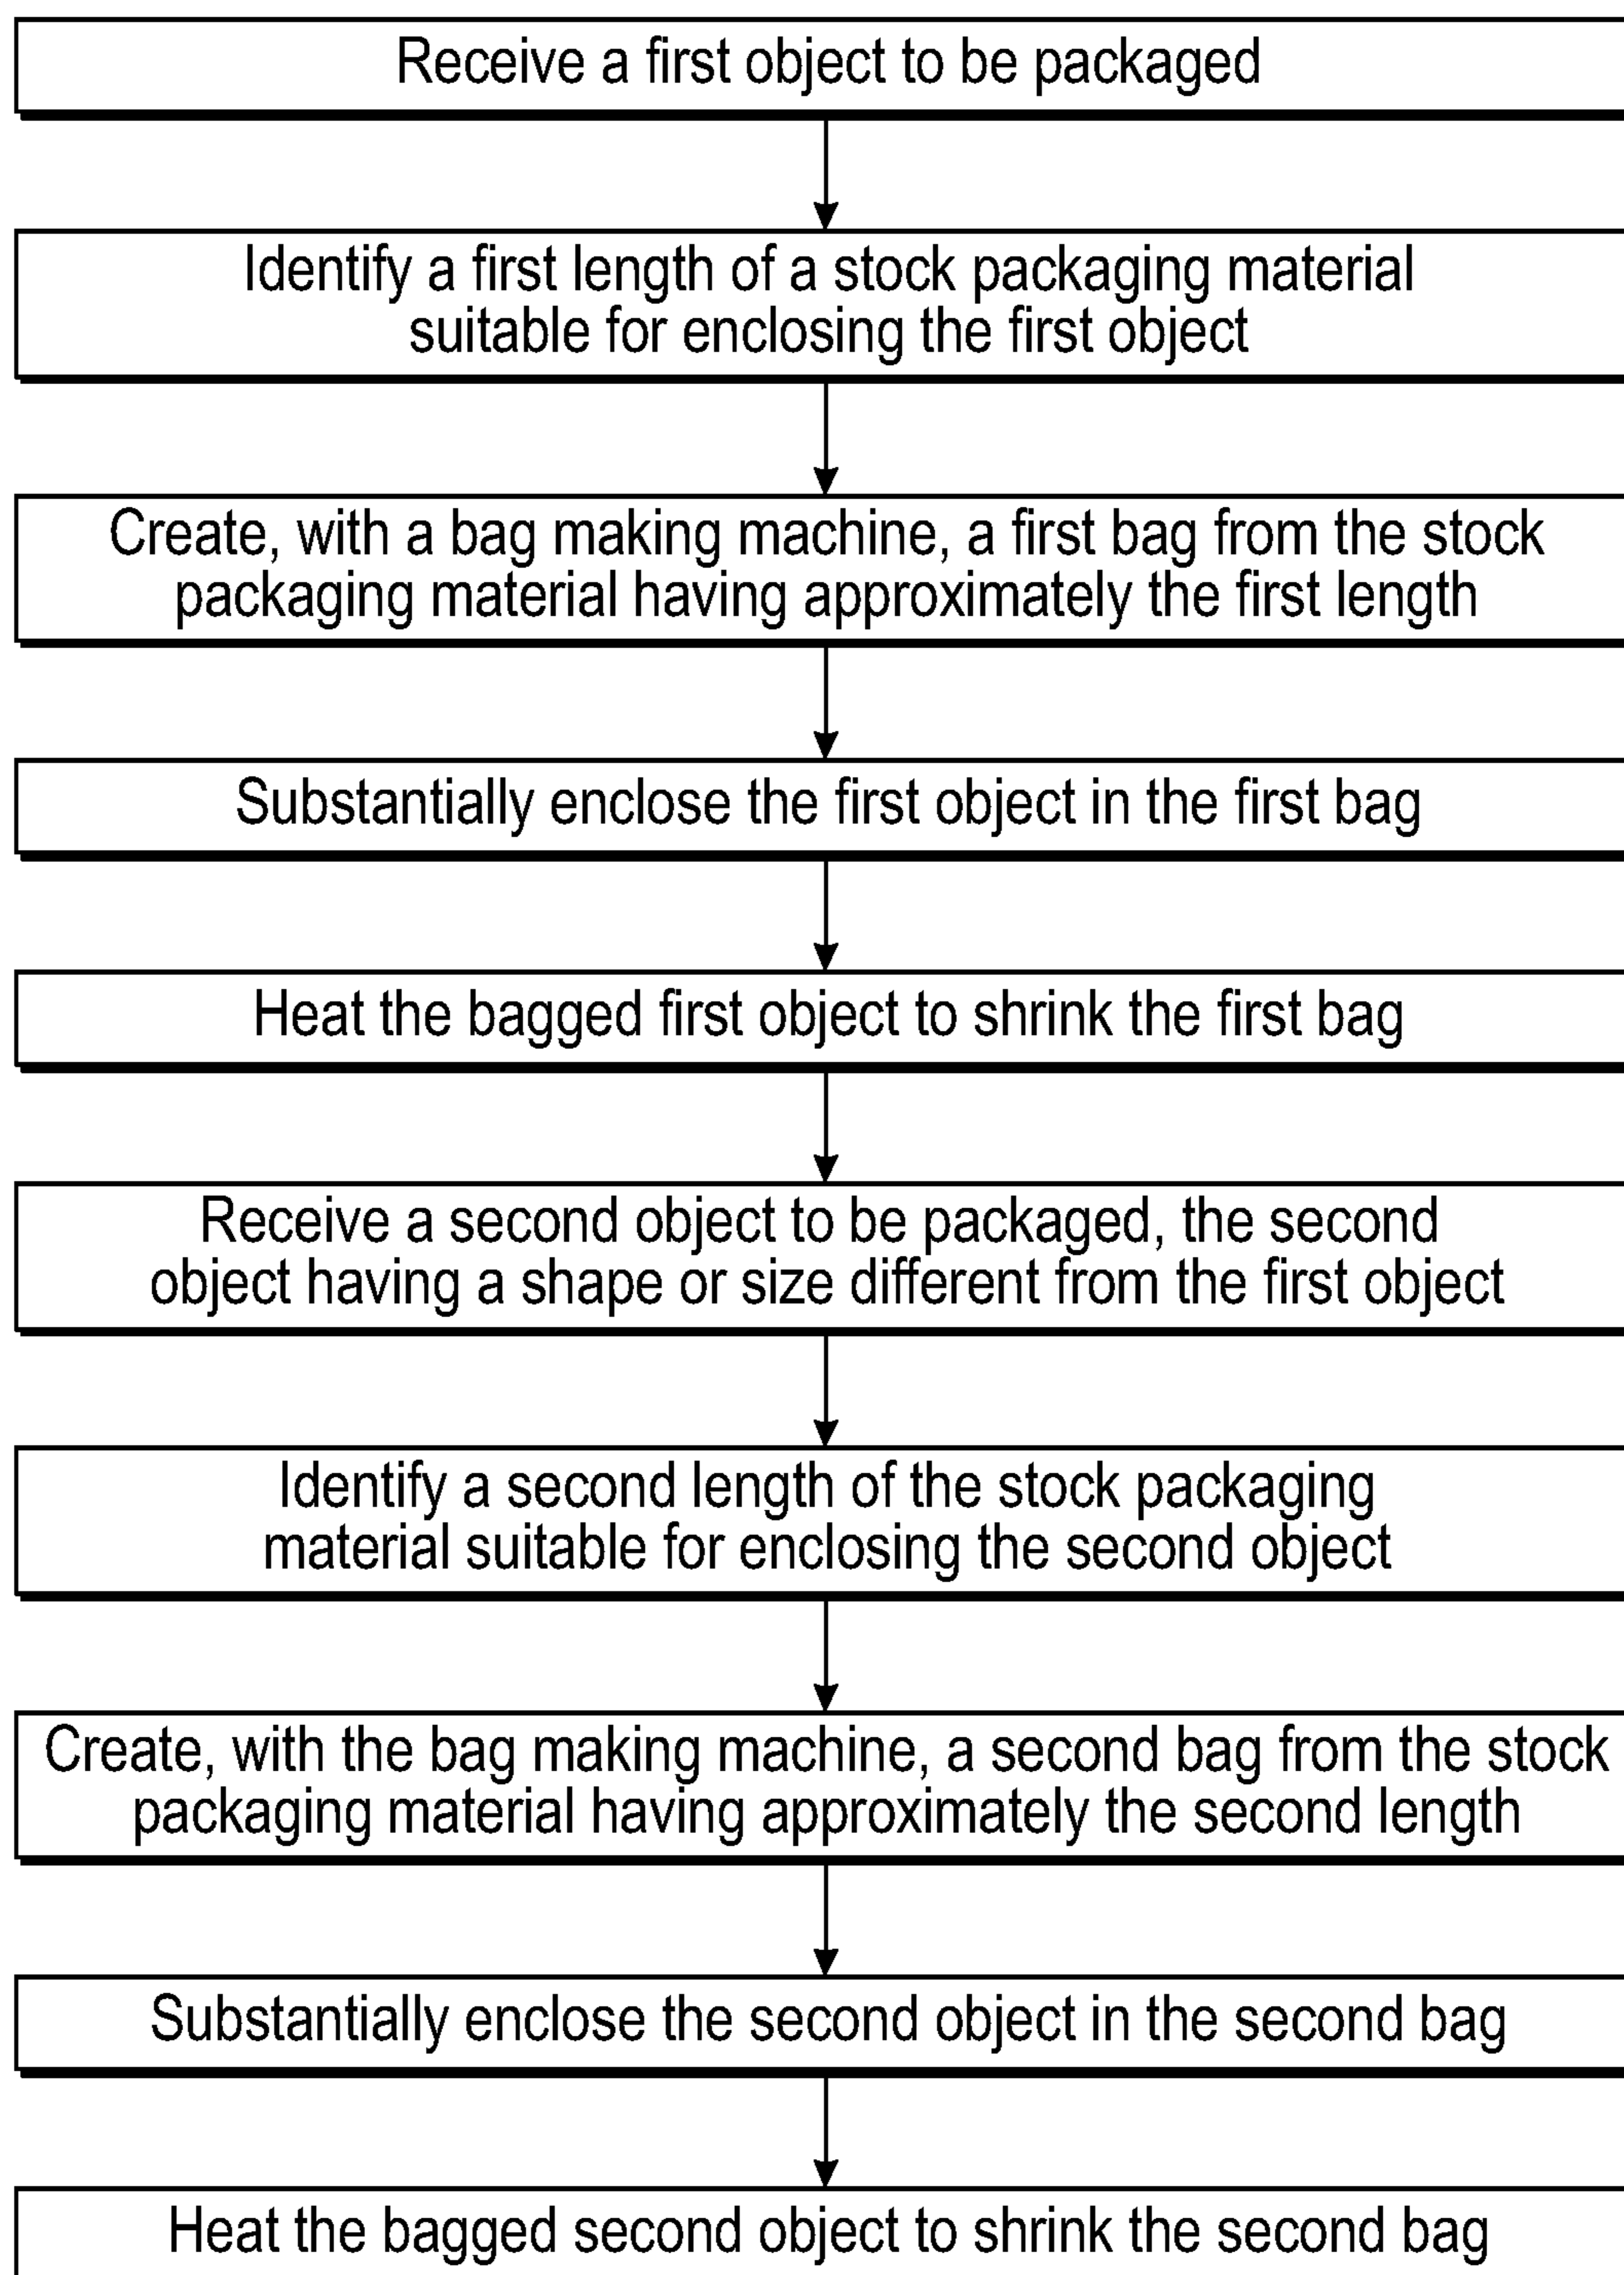 Receive a first object to be packaged
Identify a first length of a stock packaging material
suitable for enclosing the first object
Create, with a bag making machine, a first bag from the stock
packaging material having approximately the first length
Substantially enclose the first object in the first bag
Heat the bagged first object to shrink the first bag
Receive a second object to be packaged, the second
object having a shape or size different from the first object
Identify a second length of the stock packaging
material suitable for enclosing the second object
Create, with the bag making machine, a second bag from the stock
packaging material having approximately the second length
Substantially enclose the second object in the second bag
Heat the bagged second object to shrink the second bag